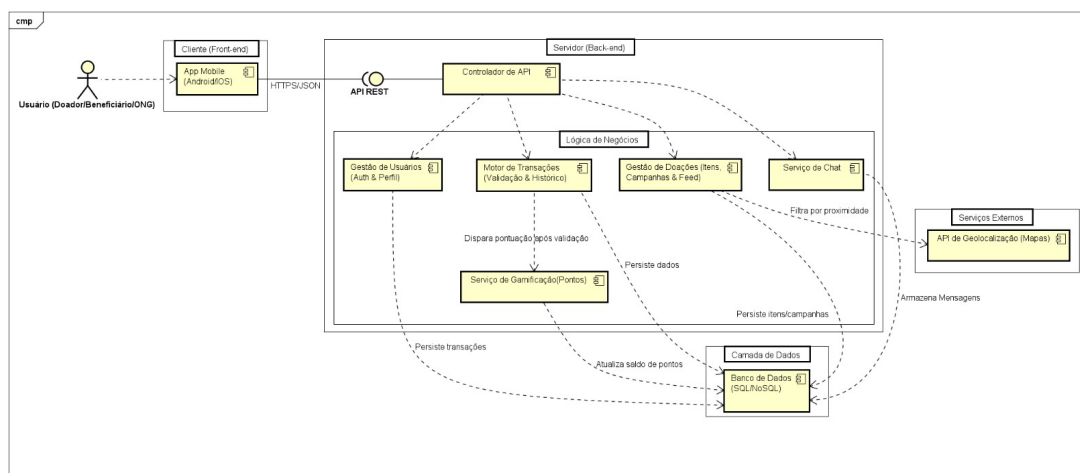 cmp
Cliente (Front-end)
Servidor (Back-end)
App Mobile
(Android/iOS)
Controlador de API
HTTPS/JSON
API REST
Usuário (Doador/Beneficiário/ONG)
Lógica de Negócios
Gestão de Usuários
(Auth & Perfil)
Motor de Transações
(Validação & Histórico)
Gestão de Doações (Itens,
Campanhas & Feed)
Serviço de Chat
Filtra por proximidade
Serviços Externos
API de Geolocalização (Mapas)
Dispara pontuação após validação
Persiste dados
Serviço de Gamificação(Pontos)
Armazena Mensagens
Persiste itens/campanhas
Persiste transações
Camada de Dados
Atualiza saldo de pontos
Banco de Dados
(SQL/NoSQL)